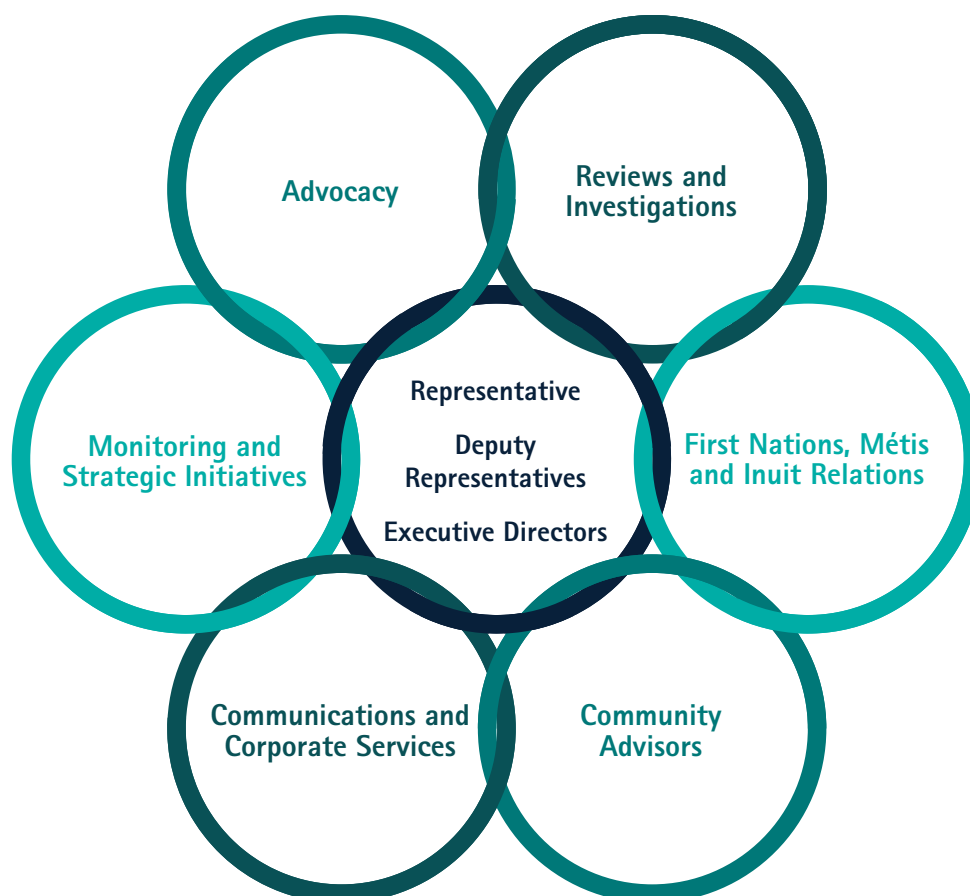 Advocacy
Reviews and
Investigations
Monitoring and
Strategic Initiatives
Representative
Deputy
Representatives
Executive Directors
First Nations, Métis
and Inuit Relations
Communications and
Corporate Services
Community
Advisors